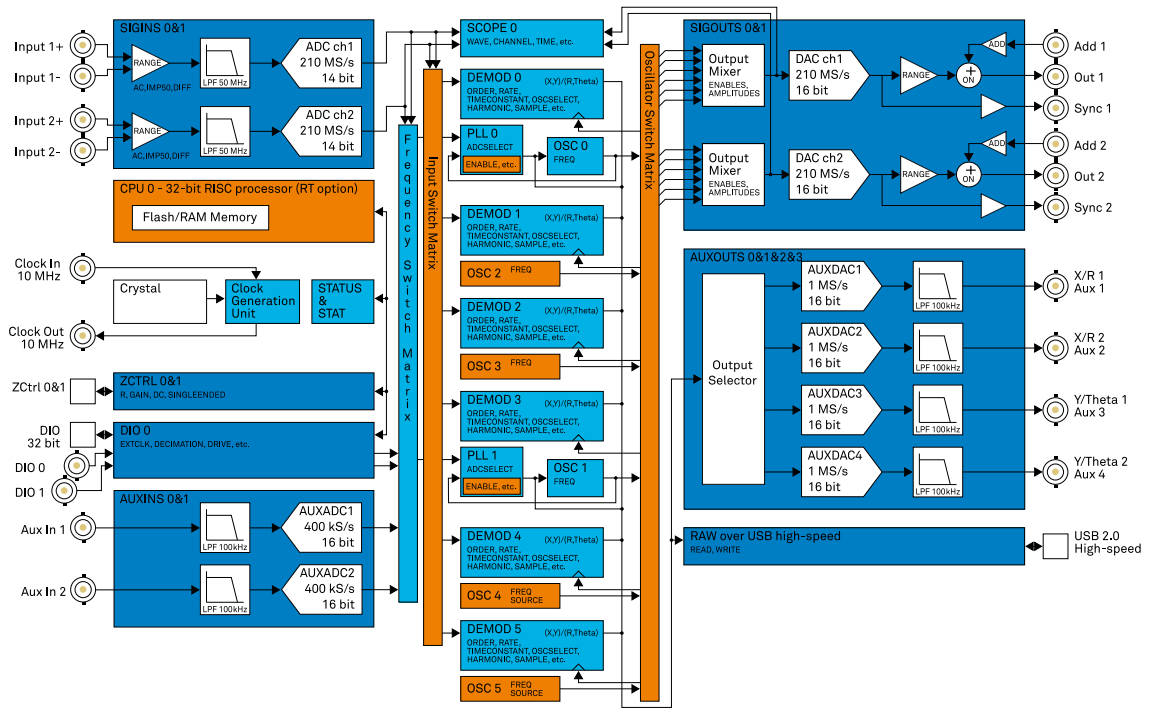 SIGINS 0&1
Input 1+
Input 1-
RANGE
AC,IMP50,DIFF
LPF 50 MHz
ADC ch1
210 MS/s
14 bit
Input 2+
Input 2-
RANGE
AC,IMP50,DIFF
LPF 50 MHz
ADC ch2
210 MS/s
14 bit
CPU 0 - 32-bit RISC processor (RT option)
Flash/RAM Memory
Clock In
10 MHz
Crystal
Clock
Generation
Unit
STATUS
&
STAT
Clock Out
10 MHz
ZCtrl 0&1
ZCTRL 0&1
R, GAIN, DC, SINGLEENDED
DIO
32 bit
DIO 0
EXTCLK, DECIMATION, DRIVE, etc.
DIO 0
DIO 1
AUXINS 0&1
Aux In 1
LPF 100kHz
AUXADC1
400 kS/s
16 bit
Aux In 2
LPF 100kHz
AUXADC2
400 kS/s
16 bit
Frequency Switch Matrix
Input Switch Matrix
SCOPE 0
WAVE, CHANNEL, TIME, etc.
DEMOD 0 (X,Y)/(R,Theta)
ORDER, RATE,
TIMECONSTANT, OSCSELECT,
HARMONIC, SAMPLE, etc.
PLL 0
ADCSELECT
ENABLE, etc.
OSC 0
FREQ
DEMOD 1 (X,Y)/(R,Theta)
ORDER, RATE,
TIMECONSTANT, OSCSELECT,
HARMONIC, SAMPLE, etc.
OSC 2 FREQ
DEMOD 2 (X,Y)/(R,Theta)
ORDER, RATE,
TIMECONSTANT, OSCSELECT,
HARMONIC, SAMPLE, etc.
OSC 3 FREQ
DEMOD 3 (X,Y)/(R,Theta)
ORDER, RATE,
TIMECONSTANT, OSCSELECT,
HARMONIC, SAMPLE, etc.
PLL 1
ADCSELECT
ENABLE, etc.
OSC 1
FREQ
DEMOD 4 (X,Y)/(R,Theta)
ORDER, RATE,
TIMECONSTANT, OSCSELECT,
HARMONIC, SAMPLE, etc.
OSC 4 FREQ
SOURCE
DEMOD 5 (X,Y)/(R,Theta)
ORDER, RATE,
TIMECONSTANT, OSCSELECT,
HARMONIC, SAMPLE, etc.
OSC 5 FREQ
SOURCE
Oscillator Switch Matrix
SIGOUTS 0&1
Output
Mixer
ENABLES,
AMPLITUDES
DAC ch1
210 MS/s
16 bit
RANGE
ADD
+
ON
Add 1
Out 1
Sync 1
Output
Mixer
ENABLES,
AMPLITUDES
DAC ch2
210 MS/s
16 bit
RANGE
ADD
+
ON
Add 2
Out 2
Sync 2
AUXOUTS 0&1&2&3
Output
Selector
AUXDAC1
1 MS/s
16 bit
LPF 100kHz
X/R 1
Aux 1
AUXDAC2
1 MS/s
16 bit
LPF 100kHz
X/R 2
Aux 2
AUXDAC3
1 MS/s
16 bit
LPF 100kHz
Y/Theta 1
Aux 3
AUXDAC4
1 MS/s
16 bit
LPF 100kHz
Y/Theta 2
Aux 4
RAW over USB high-speed
READ, WRITE
USB 2.0
High-speed